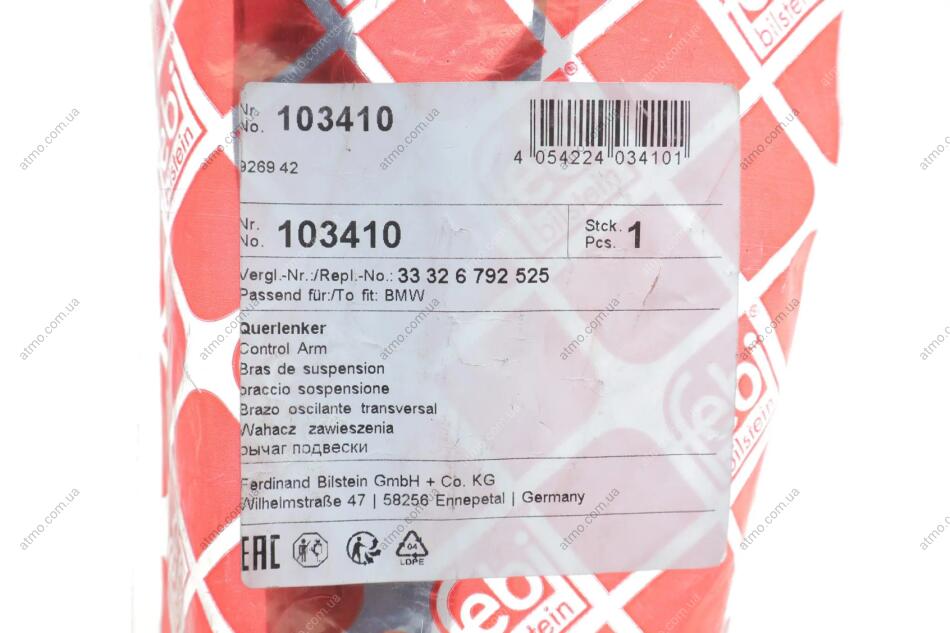 Nr. No. 103410
4 054224 034101
9269 42
Nr. No. 103410
Stck. Pcs. 1
Vergl.-Nr.:/Repl.-No.: 33 32 6 792 525
Passend für:/To fit: BMW
Querlenker
Control Arm
Bras de suspension
braccio sospensione
Brazo oscilante transversal
Wahacz zawieszenia
рычаг подвески
Ferdinand Bilstein GmbH + Co. KG
Wilhelmstraße 47 | 58256 Ennepetal | Germany
EAC
04
LDPE
febi
bilstein
atmo.com.ua